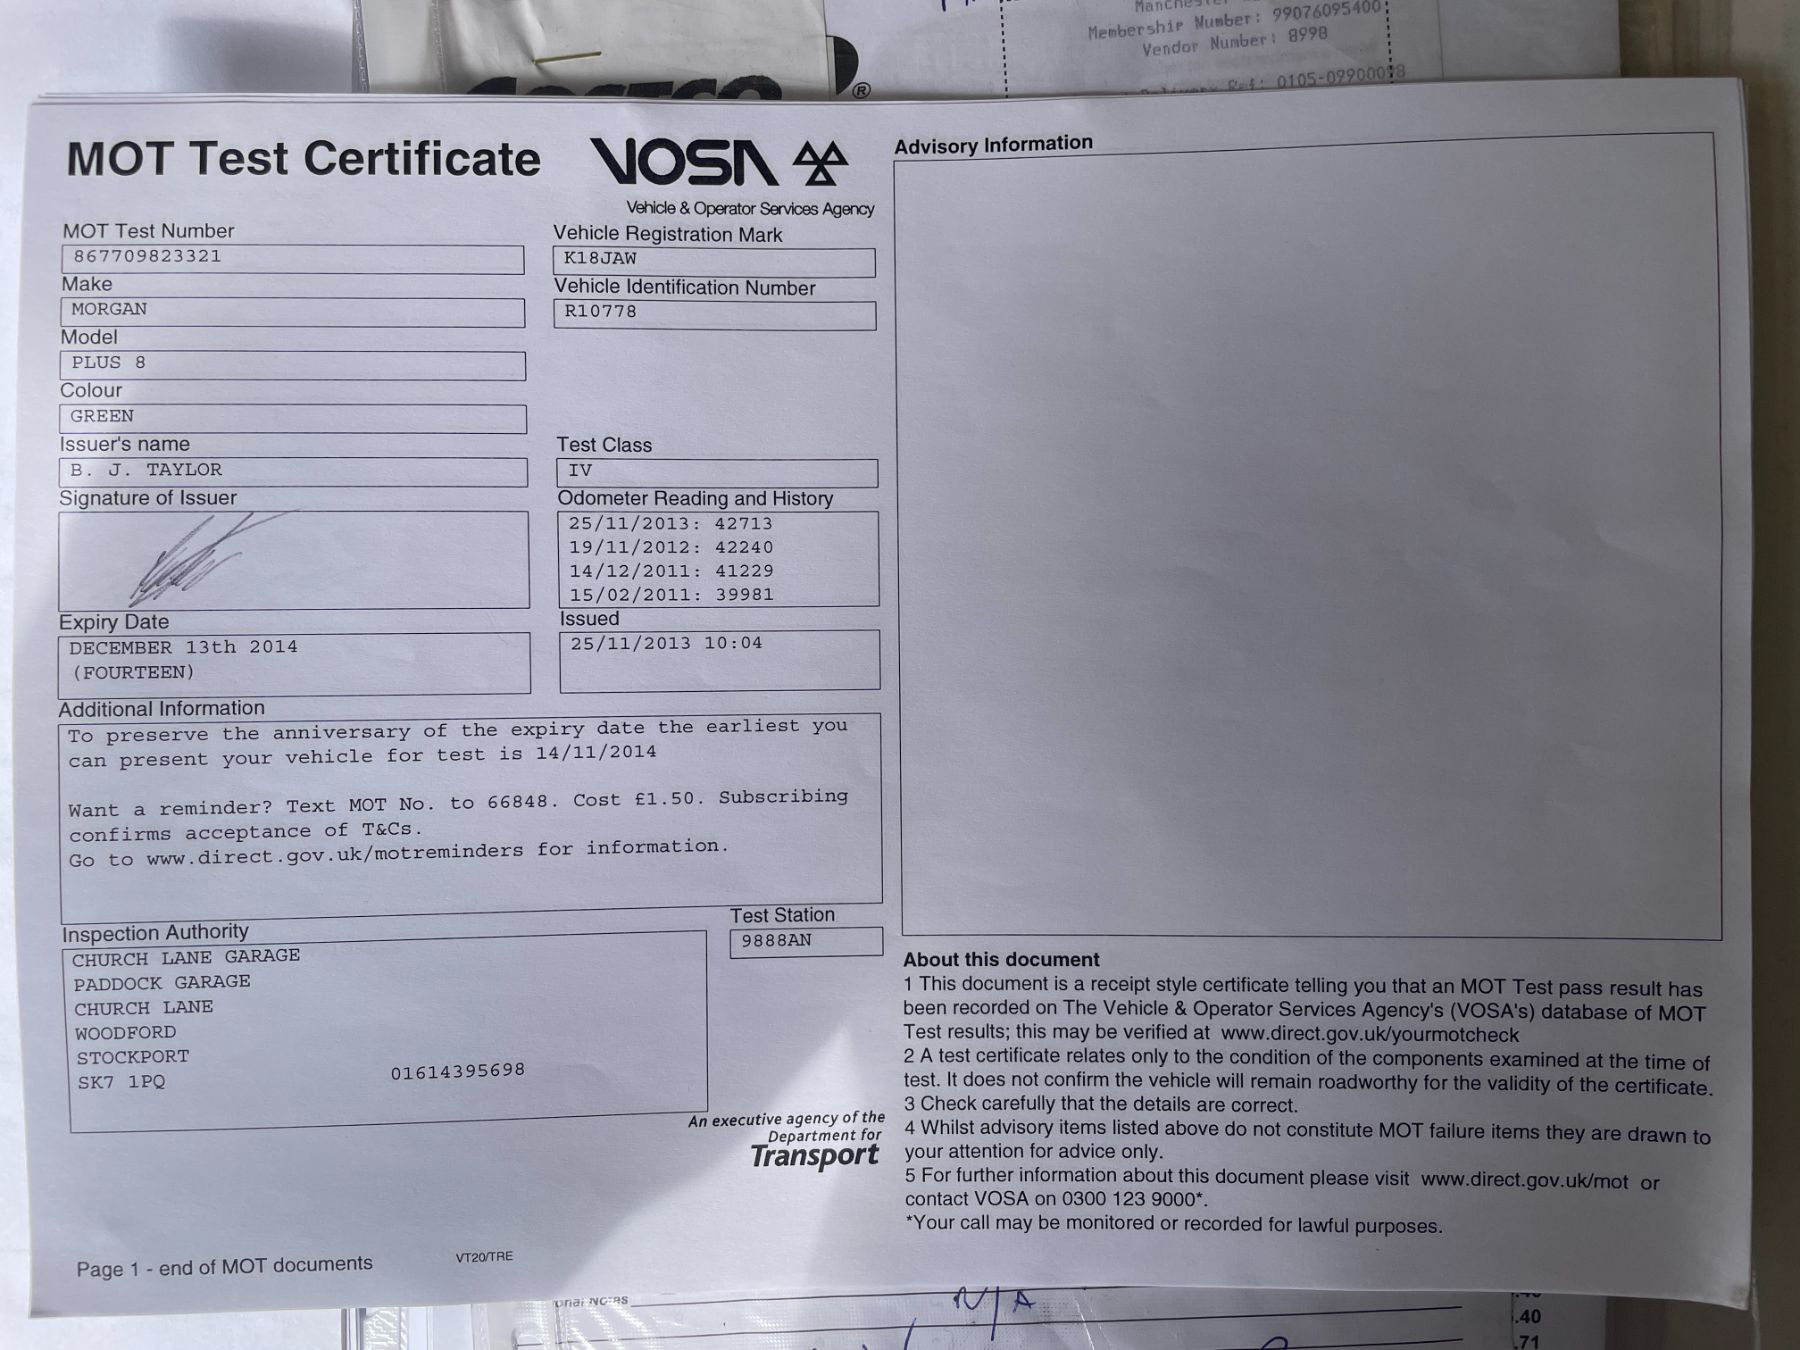 Membership Number: 99076095400
Vendor Number: 8998
0105-09900098
MOT Test Certificate
VOSA
Vehicle & Operator Services Agency
MOT Test Number
867709823321
Vehicle Registration Mark
K18JAW
Make
MORGAN
Vehicle Identification Number
R10778
Model
PLUS 8
Colour
GREEN
Issuer's name
B. J. TAYLOR
Test Class
IV
Signature of Issuer
Odometer Reading and History
25/11/2013: 42713
19/11/2012: 42240
14/12/2011: 41229
15/02/2011: 39981
Expiry Date
DECEMBER 13th 2014
(FOURTEEN)
Issued
25/11/2013 10:04
Additional Information
To preserve the anniversary of the expiry date the earliest you
can present your vehicle for test is 14/11/2014
Want a reminder? Text MOT No. to 66848. Cost £1.50. Subscribing
confirms acceptance of T&Cs.
Go to www.direct.gov.uk/motreminders for information.
Inspection Authority
CHURCH LANE GARAGE
PADDOCK GARAGE
CHURCH LANE
WOODFORD
STOCKPORT
SK7 1PQ 01614395698
Test Station
9888AN
An executive agency of the
Department for
Transport
Page 1 - end of MOT documents
VT20/TRE
Advisory Information
About this document
1 This document is a receipt style certificate telling you that an MOT Test pass result has
been recorded on The Vehicle & Operator Services Agency's (VOSA's) database of MOT
Test results; this may be verified at www.direct.gov.uk/yourmotcheck
2 A test certificate relates only to the condition of the components examined at the time of
test. It does not confirm the vehicle will remain roadworthy for the validity of the certificate.
3 Check carefully that the details are correct.
4 Whilst advisory items listed above do not constitute MOT failure items they are drawn to
your attention for advice only.
5 For further information about this document please visit www.direct.gov.uk/mot or
contact VOSA on 0300 123 9000*.
*Your call may be monitored or recorded for lawful purposes.
N/A
.40
.71